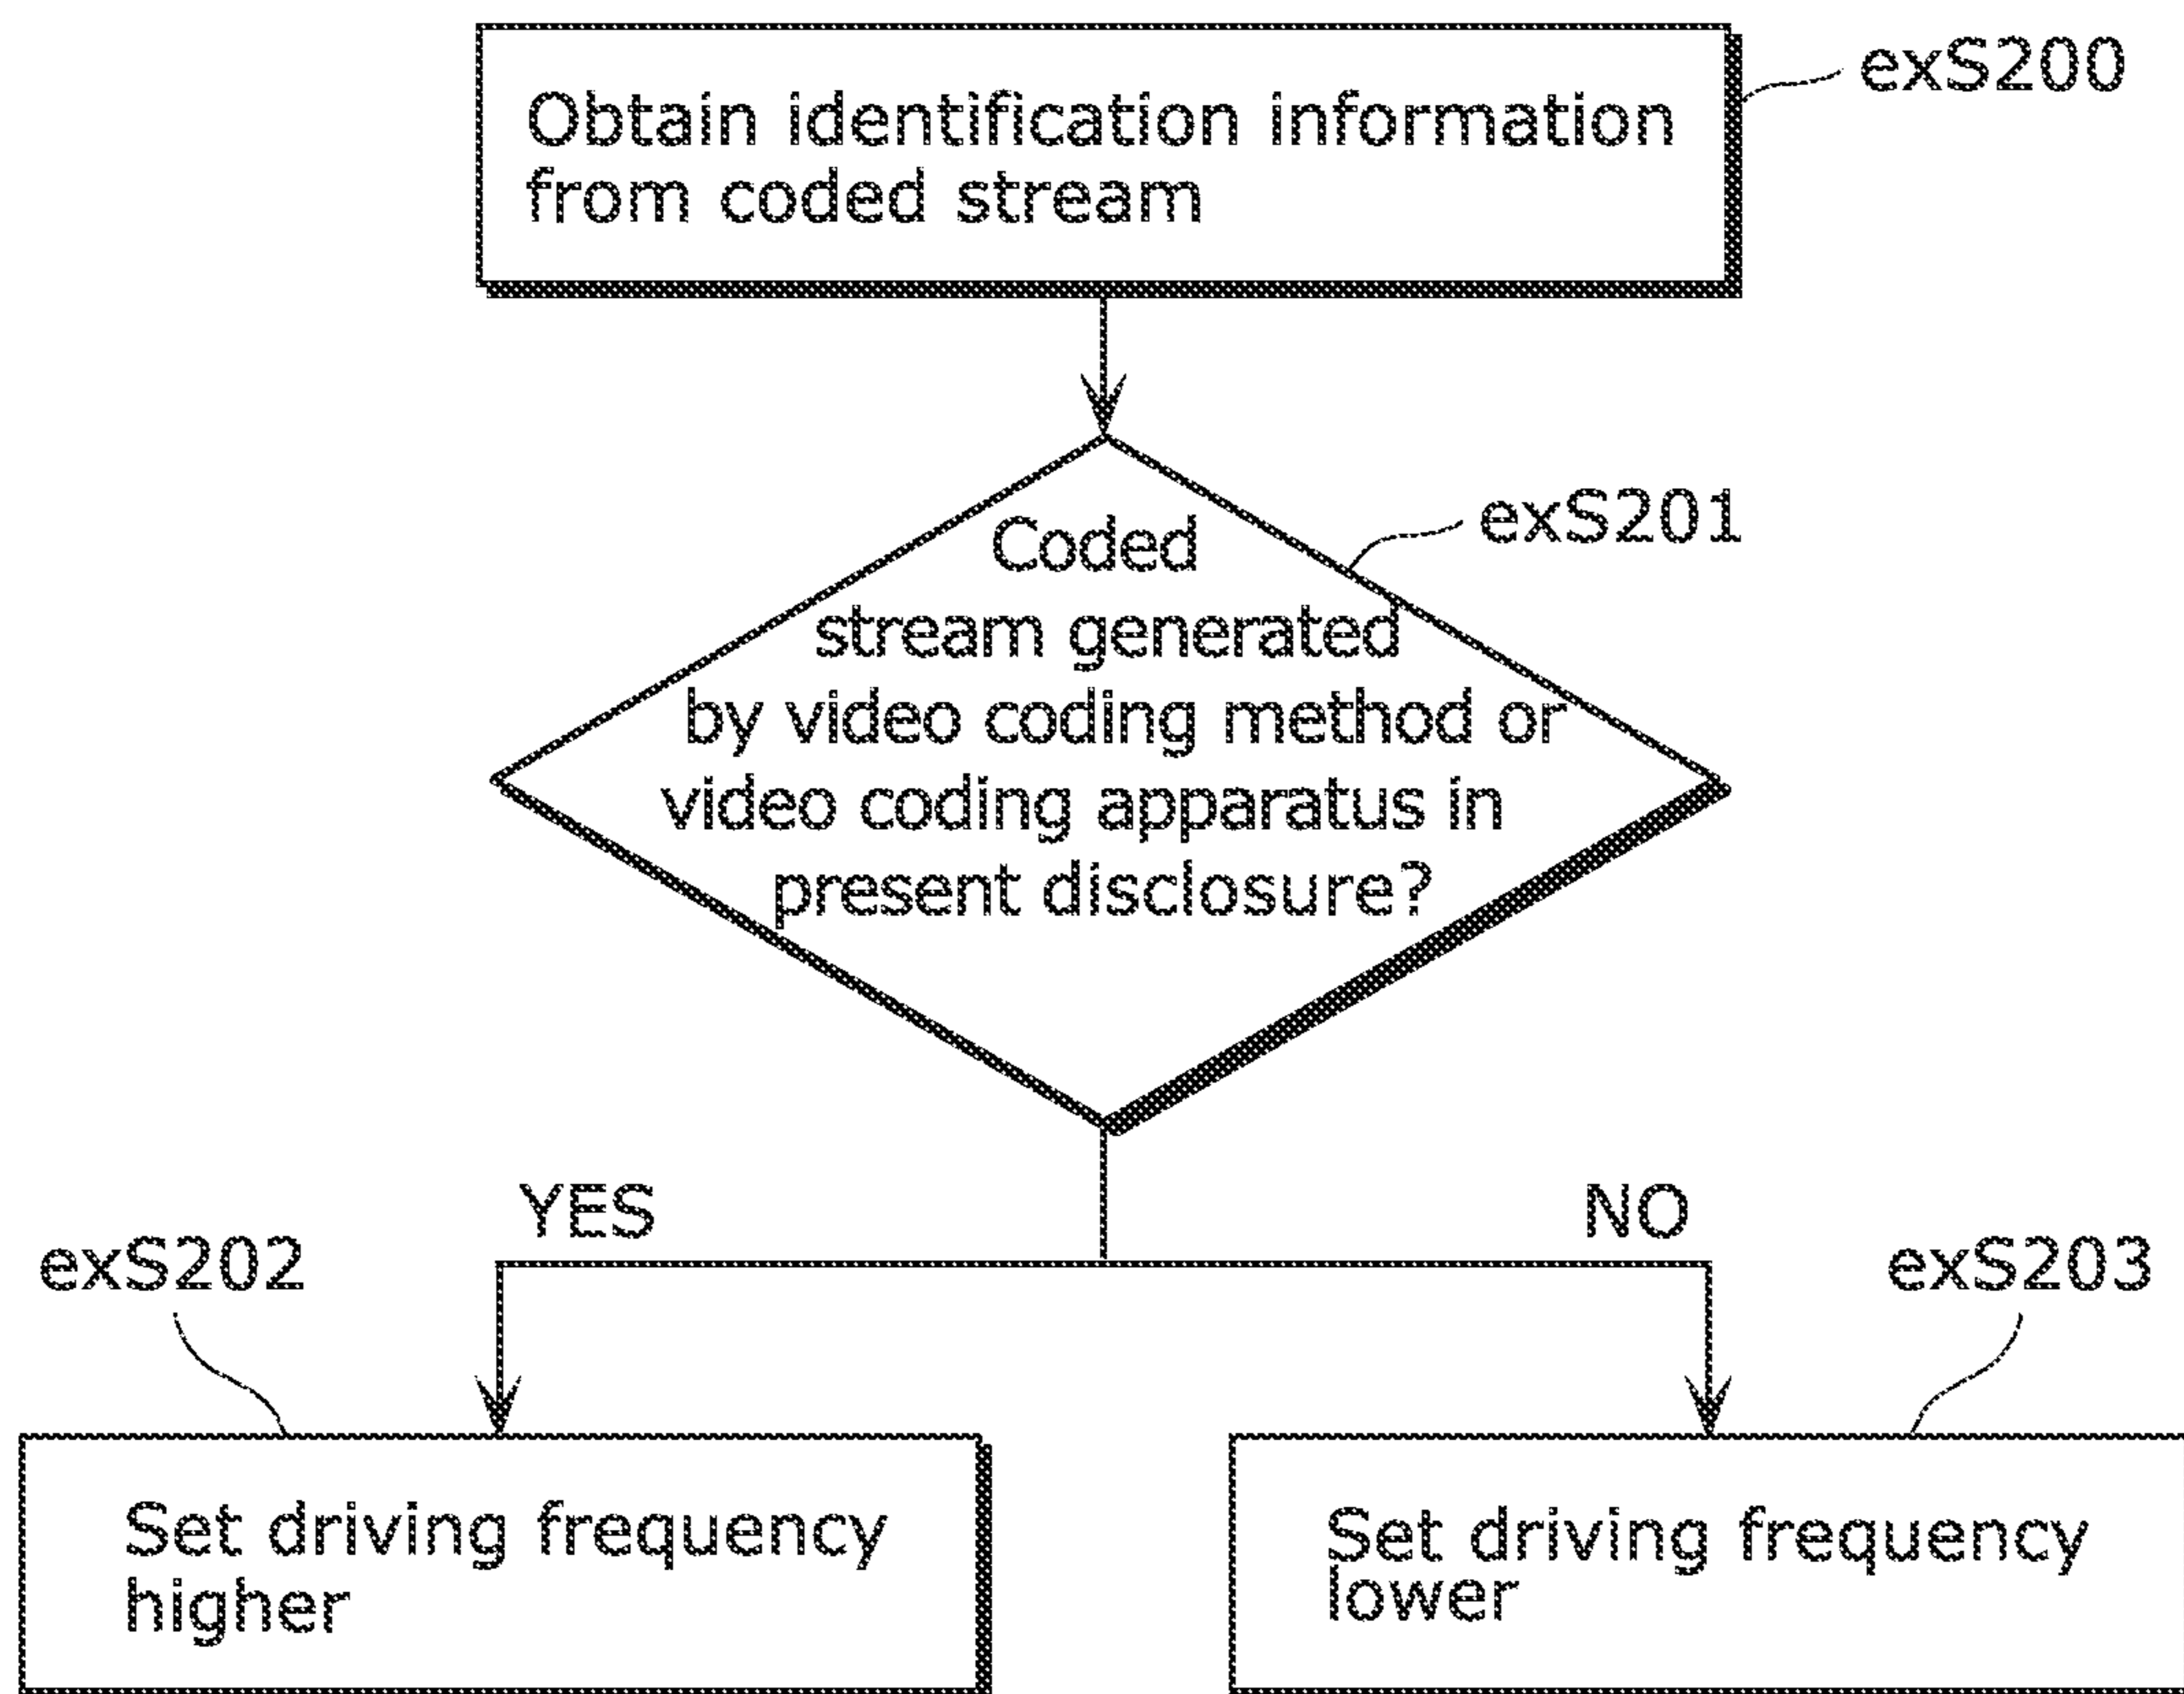 exS200
Obtain identification information
from coded stream
exS201
Coded
stream generated
by video coding method or
video coding apparatus in
present disclosure?
YES
NO
exS202
exS203
Set driving frequency
higher
Set driving frequency
lower